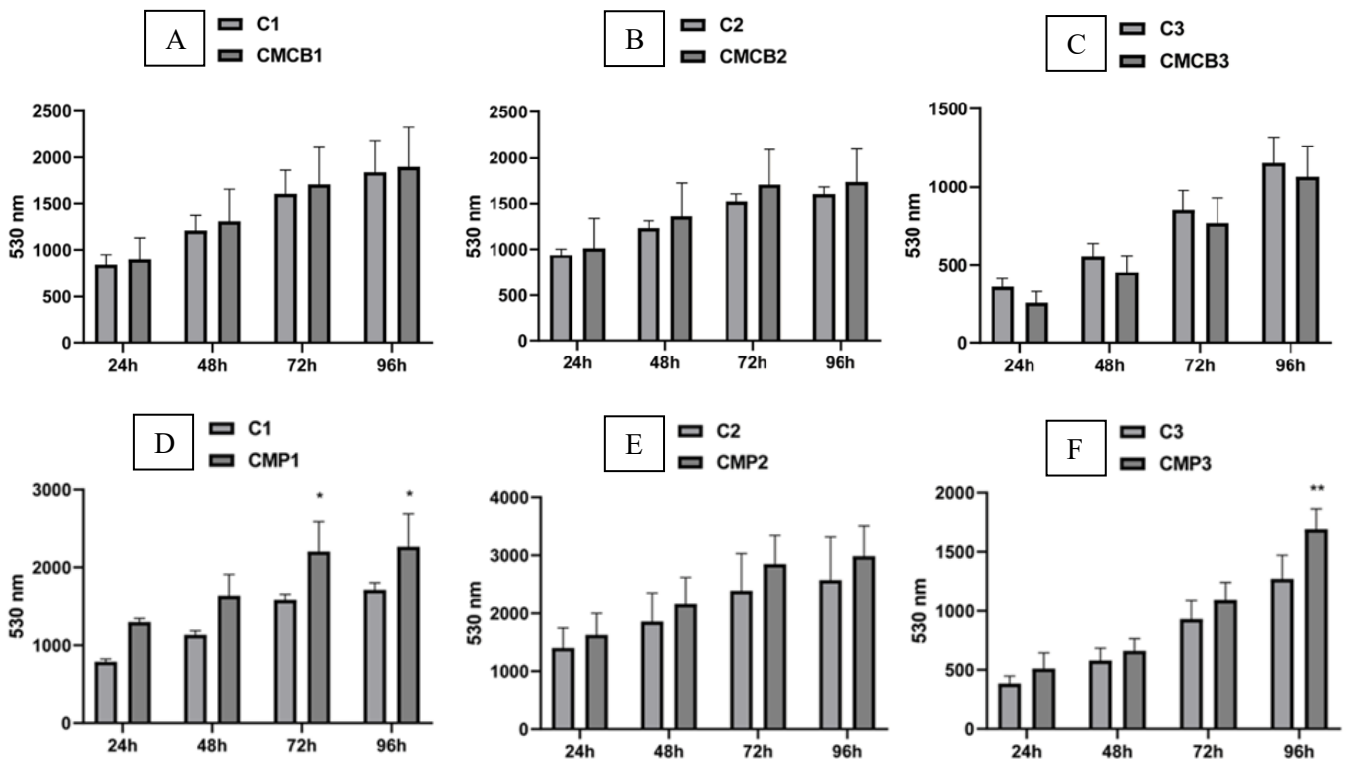 A
C1
CMCB1
2500
2000
1500
1000
500
0
530 nm
24h
48h
72h
96h
B
C2
CMCB2
2500
2000
1500
1000
500
0
530 nm
24h
48h
72h
96h
C
C3
CMCB3
1500
1000
500
0
530 nm
24h
48h
72h
96h
D
C1
CMP1
3000
2000
1000
0
530 nm
*
*
24h
48h
72h
96h
E
C2
CMP2
4000
3000
2000
1000
0
530 nm
24h
48h
72h
96h
F
C3
CMP3
2000
1500
1000
500
0
530 nm
**
24h
48h
72h
96h